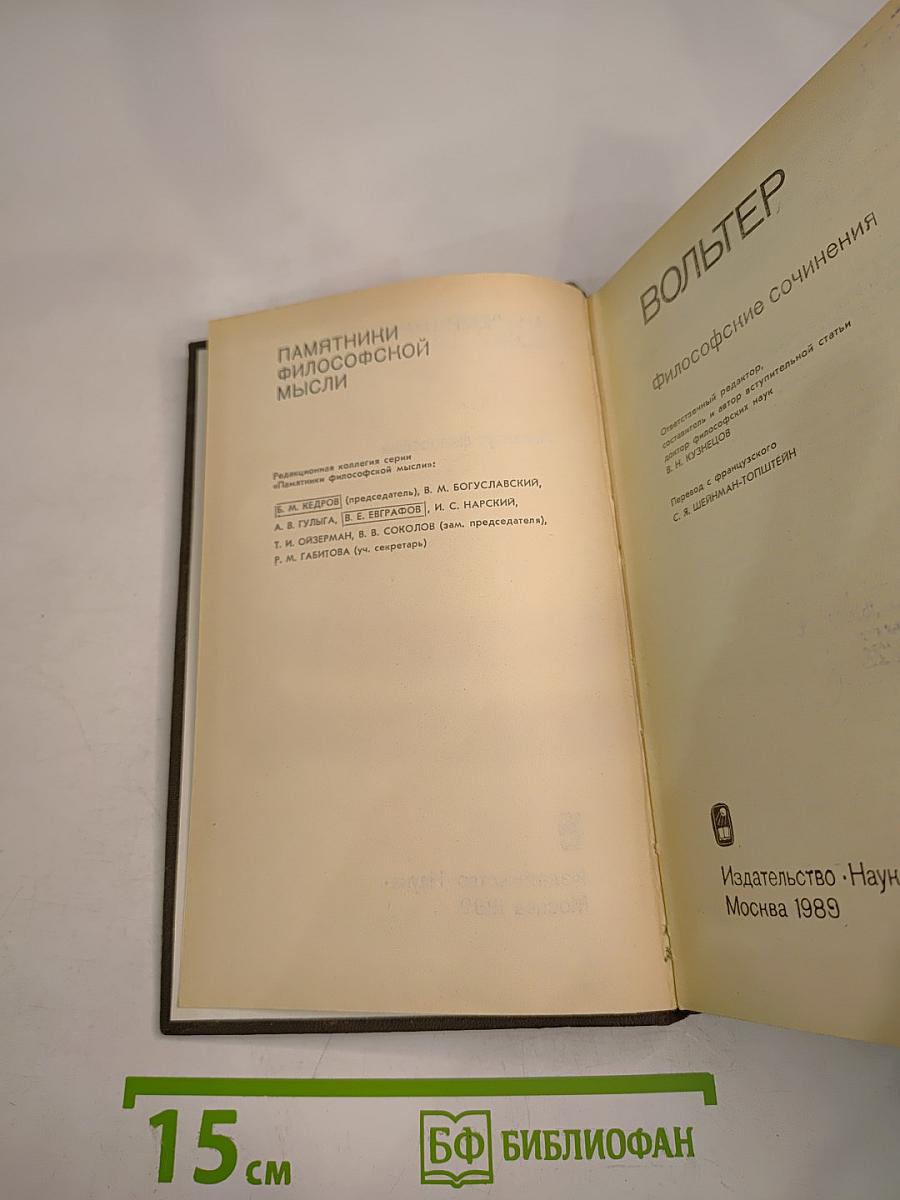 ПАМЯТНИКИ
ФИЛОСОФСКОЙ
МЫСЛИ
Редакционная коллегия серии
«Памятники философской мысли»:
Б. М. КЕДРОВ (председатель), В. М. БОГУСЛАВСКИЙ,
А. В. ГУЛЫГА, В. Е. ЕВГРАФОВ, И. С. НАРСКИЙ,
Т. И. ОЙЗЕРМАН, В. В. СОКОЛОВ (зам. председателя),
Р. М. ГАБИТОВА (уч. секретарь)
ВОЛЬТЕР
Философские сочинения
Ответственный редактор,
составитель и автор вступительной статьи
доктор философских наук
В. Н. КУЗНЕЦОВ
Перевод с французского
С. Я. ШЕЙНМАН-ТОПШТЕЙН
Издательство ·Наук
Москва 1989
15 см
БФ БИБЛИОФАН